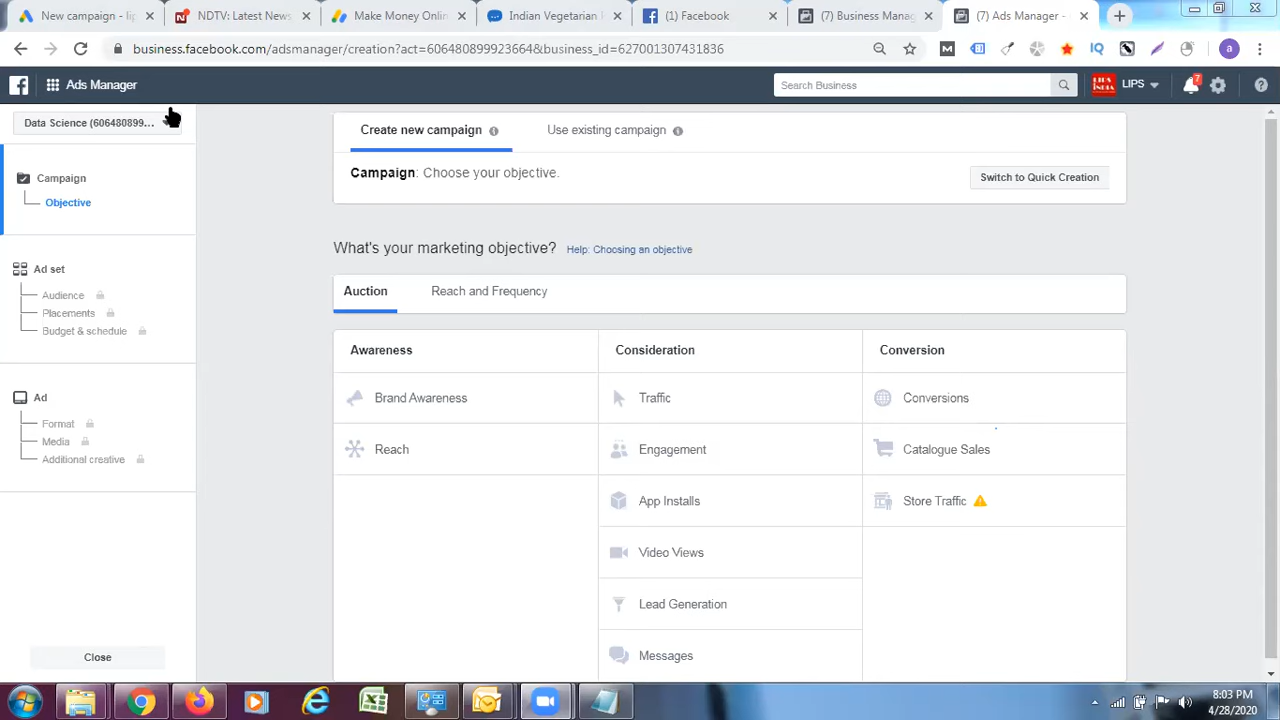 New campaign - lip
NDTV: Latest News
Make Money Onlin
Indian Vegetarian
(1) Facebook
(7) Business Mana
(7) Ads Manager -
business.facebook.com/adsmanager/creation?act=606480899923664&business_id=627001307431836
M
IQ
a
Ads Manager
Search Business
LIPS INDIA
LIPS
7
Data Science (606480899...
Create new campaign
Use existing campaign
Campaign: Choose your objective.
Switch to Quick Creation
Campaign
Objective
What's your marketing objective?
Help: Choosing an objective
Ad set
Audience
Placements
Budget & schedule
Auction
Reach and Frequency
Awareness
Consideration
Conversion
Brand Awareness
Traffic
Conversions
Ad
Format
Media
Additional creative
Reach
Engagement
Catalogue Sales
App Installs
Store Traffic
Video Views
Lead Generation
Messages
Close
8:03 PM
4/28/2020